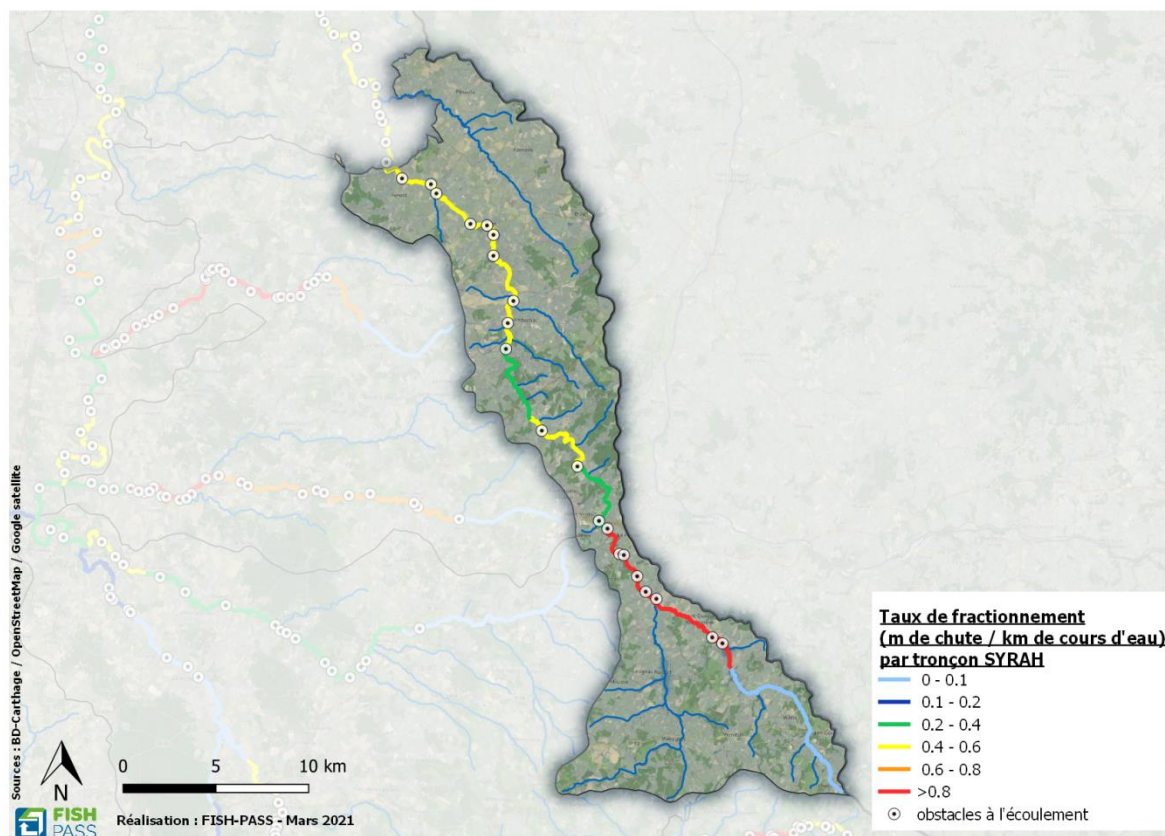 Sources : BD-Carthage / OpenStreetMap / Google satellite
N
0 5 10 km
FISH
PASS
Réalisation : FISH-PASS - Mars 2021
Taux de fractionnement
(m de chute / km de cours d'eau)
par tronçon SYRAH
0 - 0.1
0.1 - 0.2
0.2 - 0.4
0.4 - 0.6
0.6 - 0.8
>0.8
obstacles à l'écoulement